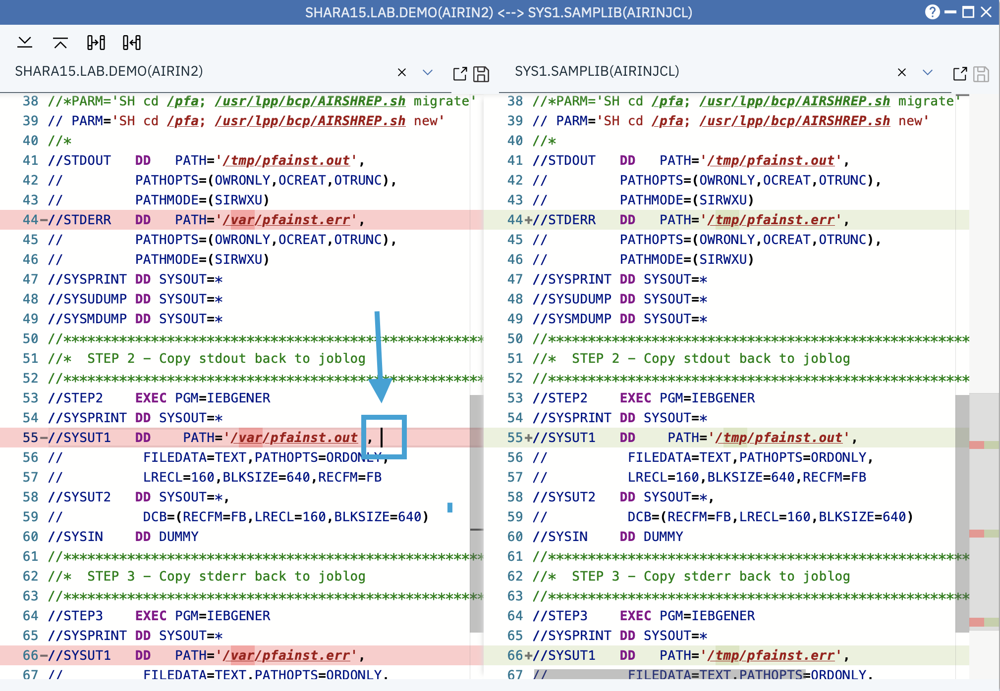 SHARA15.LAB.DEMO(AIRIN2) <--> SYS1.SAMPLIB(AIRINJCL)
SHARA15.LAB.DEMO(AIRIN2)
38 //*PARM='SH cd /pfa; /usr/lpp/bcp/AIRSHREP.sh migrate'
39 // PARM='SH cd /pfa; /usr/lpp/bcp/AIRSHREP.sh new'
40 //*
41 //STDOUT   DD   PATH='/tmp/pfainst.out',
42 //         PATHOPTS=(OWRONLY,OCREAT,OTRUNC),
43 //         PATHMODE=(SIRWXU)
44−//STDERR   DD   PATH='/var/pfainst.err',
45 //         PATHOPTS=(OWRONLY,OCREAT,OTRUNC),
46 //         PATHMODE=(SIRWXU)
47 //SYSPRINT DD SYSOUT=*
48 //SYSUDUMP DD SYSOUT=*
49 //SYSMDUMP DD SYSOUT=*
50 //*****************************************************
51 //*  STEP 2 – Copy stdout back to joblog
52 //*****************************************************
53 //STEP2    EXEC PGM=IEBGENER
54 //SYSPRINT DD SYSOUT=*
55−//SYSUT1   DD    PATH='/var/pfainst.out ,
56 //          FILEDATA=TEXT,PATHOPTS=ORDONLY,
57 //          LRECL=160,BLKSIZE=640,RECFM=FB
58 //SYSUT2   DD SYSOUT=*,
59 //          DCB=(RECFM=FB,LRECL=160,BLKSIZE=640)
60 //SYSIN    DD DUMMY
61 //*****************************************************
62 //*  STEP 3 – Copy stderr back to joblog
63 //*****************************************************
64 //STEP3    EXEC PGM=IEBGENER
65 //SYSPRINT DD SYSOUT=*
66−//SYSUT1   DD   PATH='/var/pfainst.err',
67 //          FILEDATA=TEXT,PATHOPTS=ORDONLY,
SYS1.SAMPLIB(AIRINJCL)
38 //*PARM='SH cd /pfa; /usr/lpp/bcp/AIRSHREP.sh migrate'
39 // PARM='SH cd /pfa; /usr/lpp/bcp/AIRSHREP.sh new'
40 //*
41 //STDOUT   DD   PATH='/tmp/pfainst.out',
42 //         PATHOPTS=(OWRONLY,OCREAT,OTRUNC),
43 //         PATHMODE=(SIRWXU)
44+//STDERR   DD   PATH='/tmp/pfainst.err',
45 //         PATHOPTS=(OWRONLY,OCREAT,OTRUNC),
46 //         PATHMODE=(SIRWXU)
47 //SYSPRINT DD SYSOUT=*
48 //SYSUDUMP DD SYSOUT=*
49 //SYSMDUMP DD SYSOUT=*
50 //*****************************************************
51 //*  STEP 2 – Copy stdout back to joblog
52 //*****************************************************
53 //STEP2    EXEC PGM=IEBGENER
54 //SYSPRINT DD SYSOUT=*
55+//SYSUT1   DD    PATH='/tmp/pfainst.out',
56 //          FILEDATA=TEXT,PATHOPTS=ORDONLY,
57 //          LRECL=160,BLKSIZE=640,RECFM=FB
58 //SYSUT2   DD SYSOUT=*,
59 //          DCB=(RECFM=FB,LRECL=160,BLKSIZE=640)
60 //SYSIN    DD DUMMY
61 //*****************************************************
62 //*  STEP 3 – Copy stderr back to joblog
63 //*****************************************************
64 //STEP3    EXEC PGM=IEBGENER
65 //SYSPRINT DD SYSOUT=*
66+//SYSUT1   DD   PATH='/tmp/pfainst.err',
67 //          FILEDATA=TEXT,PATHOPTS=ORDONLY,